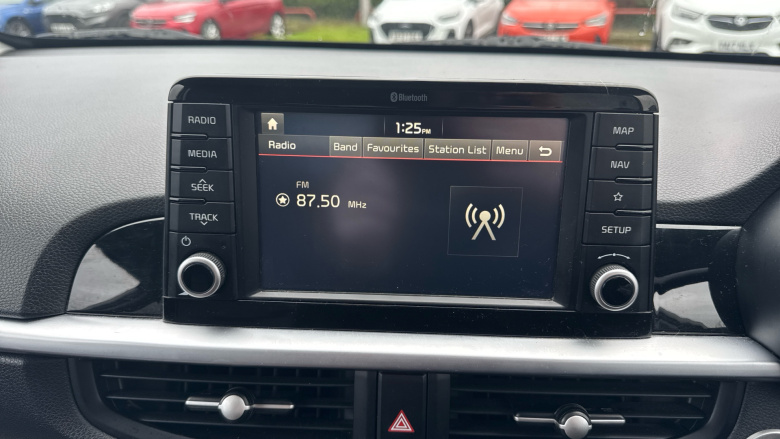 Bluetooth
RADIO
MEDIA
SEEK
TRACK
1:25PM
Radio Band Favourites Station List Menu
FM
87.50 MHz
MAP
NAV
SETUP